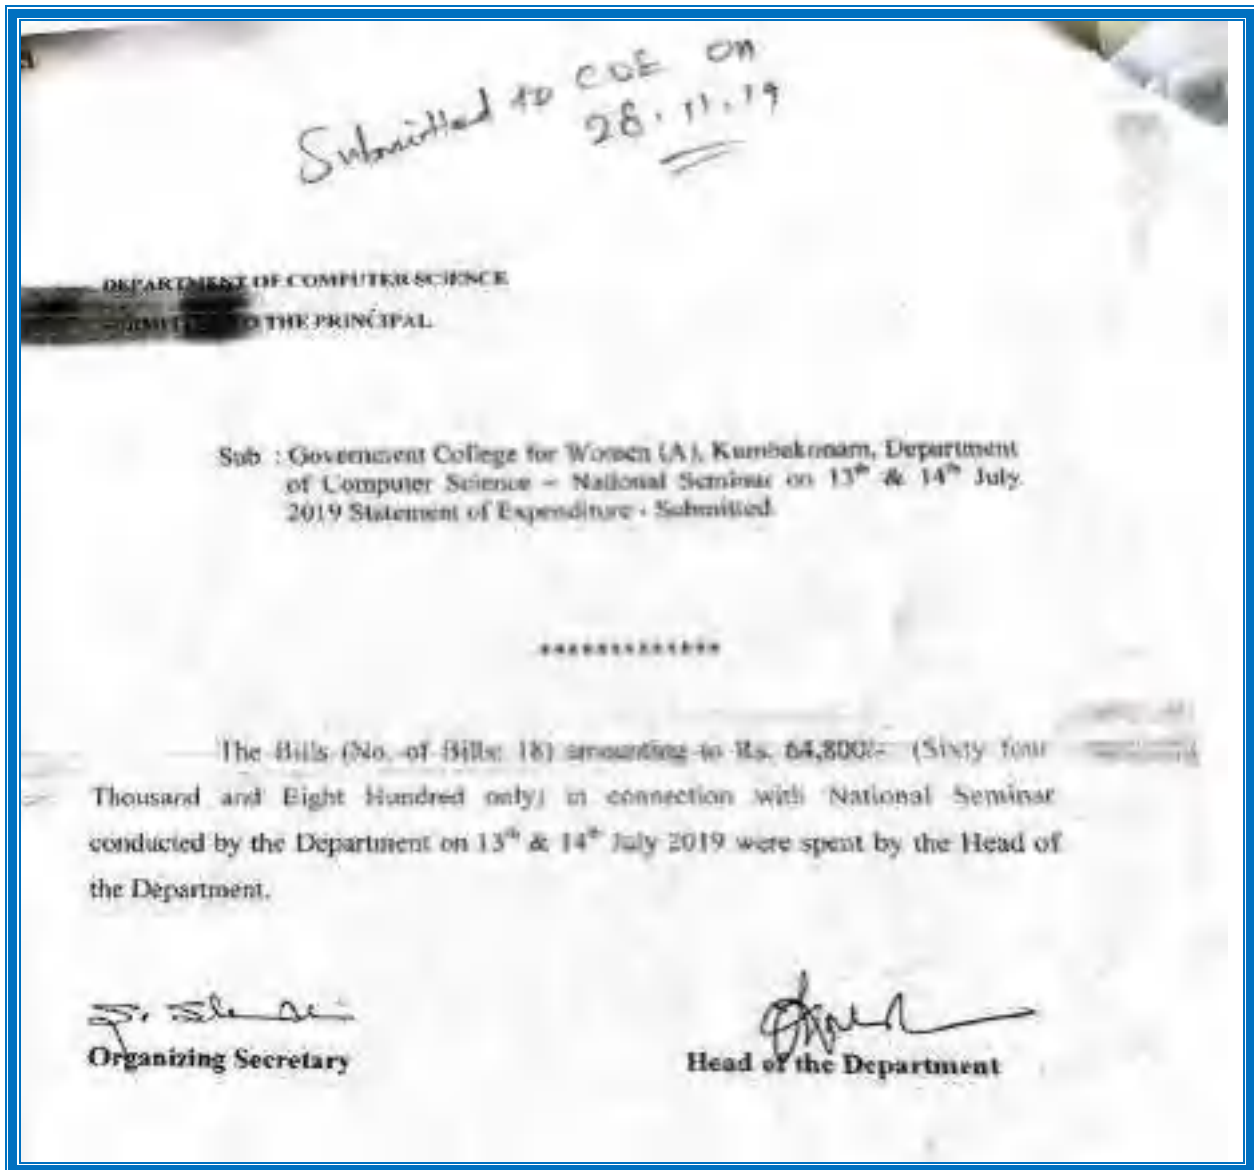 Submitted to COE on
28.11.19
DEPARTMENT OF COMPUTER SCIENCE
THE PRINCIPAL
Sub : Government College for Women (A), Kumbakonam, Department
of Computer Science – National Seminar on 13th & 14th July
2019 Statement of Expenditure - Submitted.
*************
The Bills (No. of Bills: 18) amounting to Rs. 64,800/- (Sixty four
Thousand and Eight Hundred only) in connection with National Seminar
conducted by the Department on 13th & 14th July 2019 were spent by the Head of
the Department.
Organizing Secretary
Head of the Department